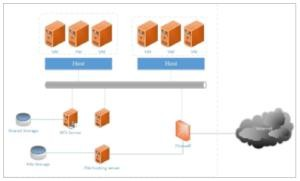 VM VM VM VM VM VM
Host Host
Shared Storage
NFS Server
Firewall
Internet
File Storage
File hosting server